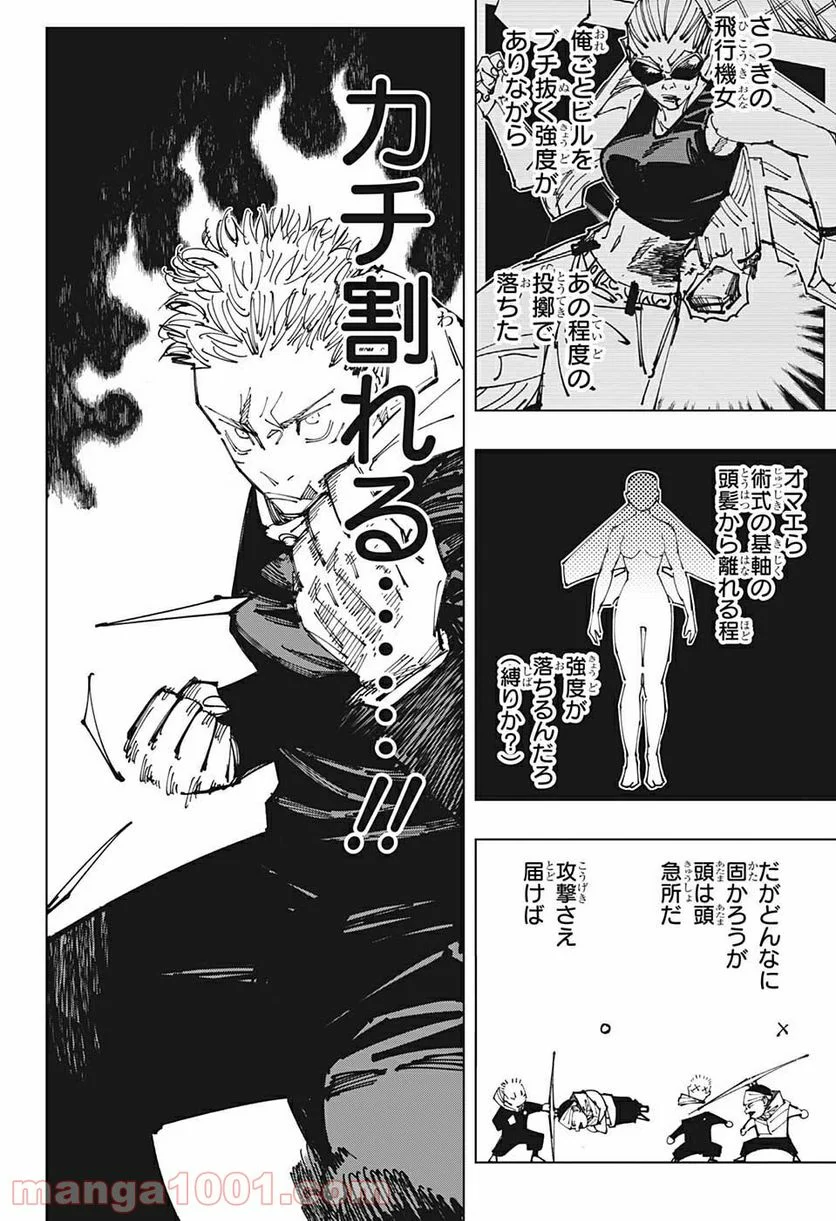 さっきの
飛行機女
俺ごとビルを
ブチ抜く強度が
ありながら
あの程度の
投擲で
落ちた
オマエら
術式の基軸の
頭髪から離れる程
強度が
落ちるんだろ
(縛りか?)
だがどんなに
固かろうが
頭は頭
急所だ
攻撃さえ
届けば
×
○
カチ割れる……!!
manga1001.com